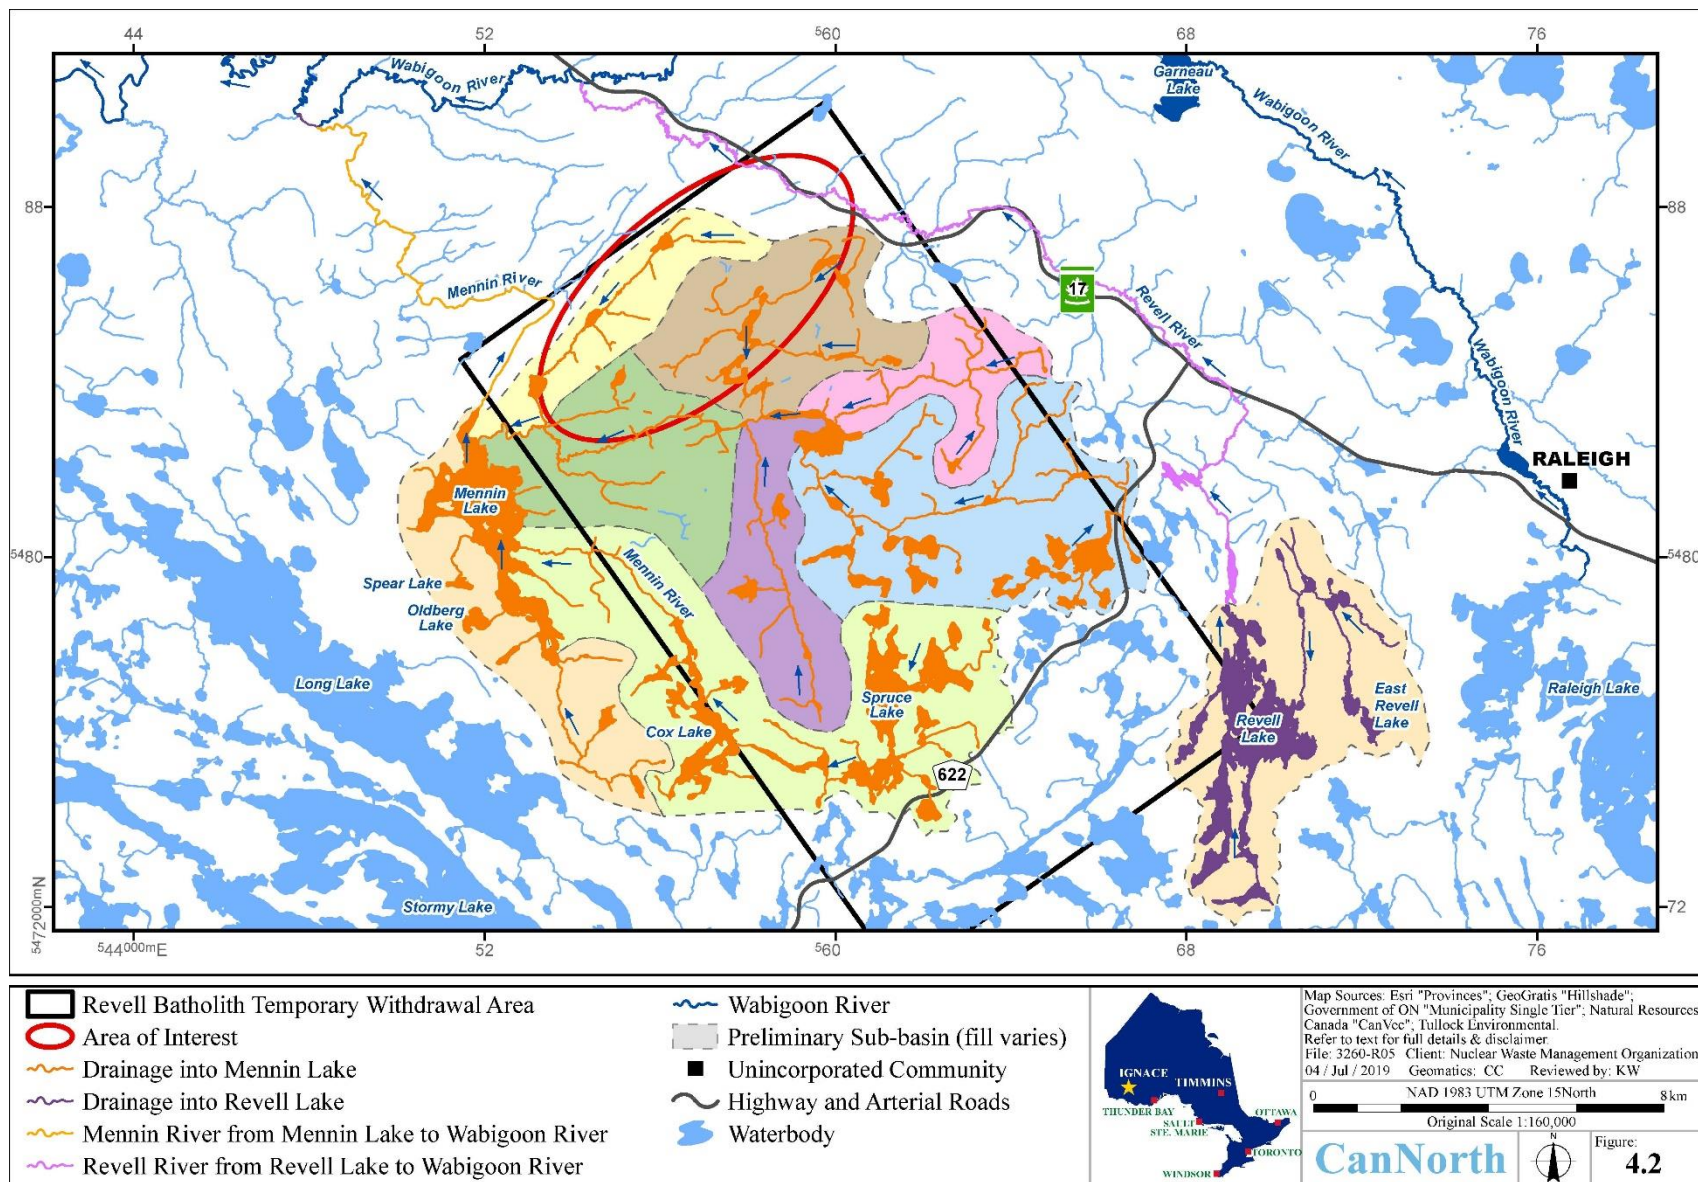 44
52
⁵60
68
76
Wabigoon River
Garneau
Lake
Wabigoon River
88
88
Mennin River
17
Revell River
Wabigoon River
RALEIGH
Mennin
Lake
⁵480
⁵480
Spear Lake
Mennin River
Oldberg
Lake
Long Lake
Spruce
Lake
East
Revell
Lake
Raleigh Lake
Cox Lake
Revell
Lake
622
Stormy Lake
⁵472⁰⁰⁰ᵐN
72
⁵44⁰⁰⁰ᵐE
52
⁵60
68
76
Revell Batholith Temporary Withdrawal Area
Area of Interest
Drainage into Mennin Lake
Drainage into Revell Lake
Mennin River from Mennin Lake to Wabigoon River
Revell River from Revell Lake to Wabigoon River
Wabigoon River
Preliminary Sub-basin (fill varies)
Unincorporated Community
Highway and Arterial Roads
Waterbody
IGNACE
TIMMINS
THUNDER BAY
SAULT
STE. MARIE
OTTAWA
TORONTO
WINDSOR
Map Sources: Esri "Provinces"; GeoGratis "Hillshade";
Government of ON "Municipality Single Tier"; Natural Resources
Canada "CanVec"; Tullock Environmental.
Refer to text for full details & disclaimer.
File: 3260-R05 Client: Nuclear Waste Management Organization
04 / Jul / 2019 Geomatics: CC Reviewed by: KW
NAD 1983 UTM Zone 15North
0
8 km
Original Scale 1:160,000
CanNorth
N
Figure:
4.2